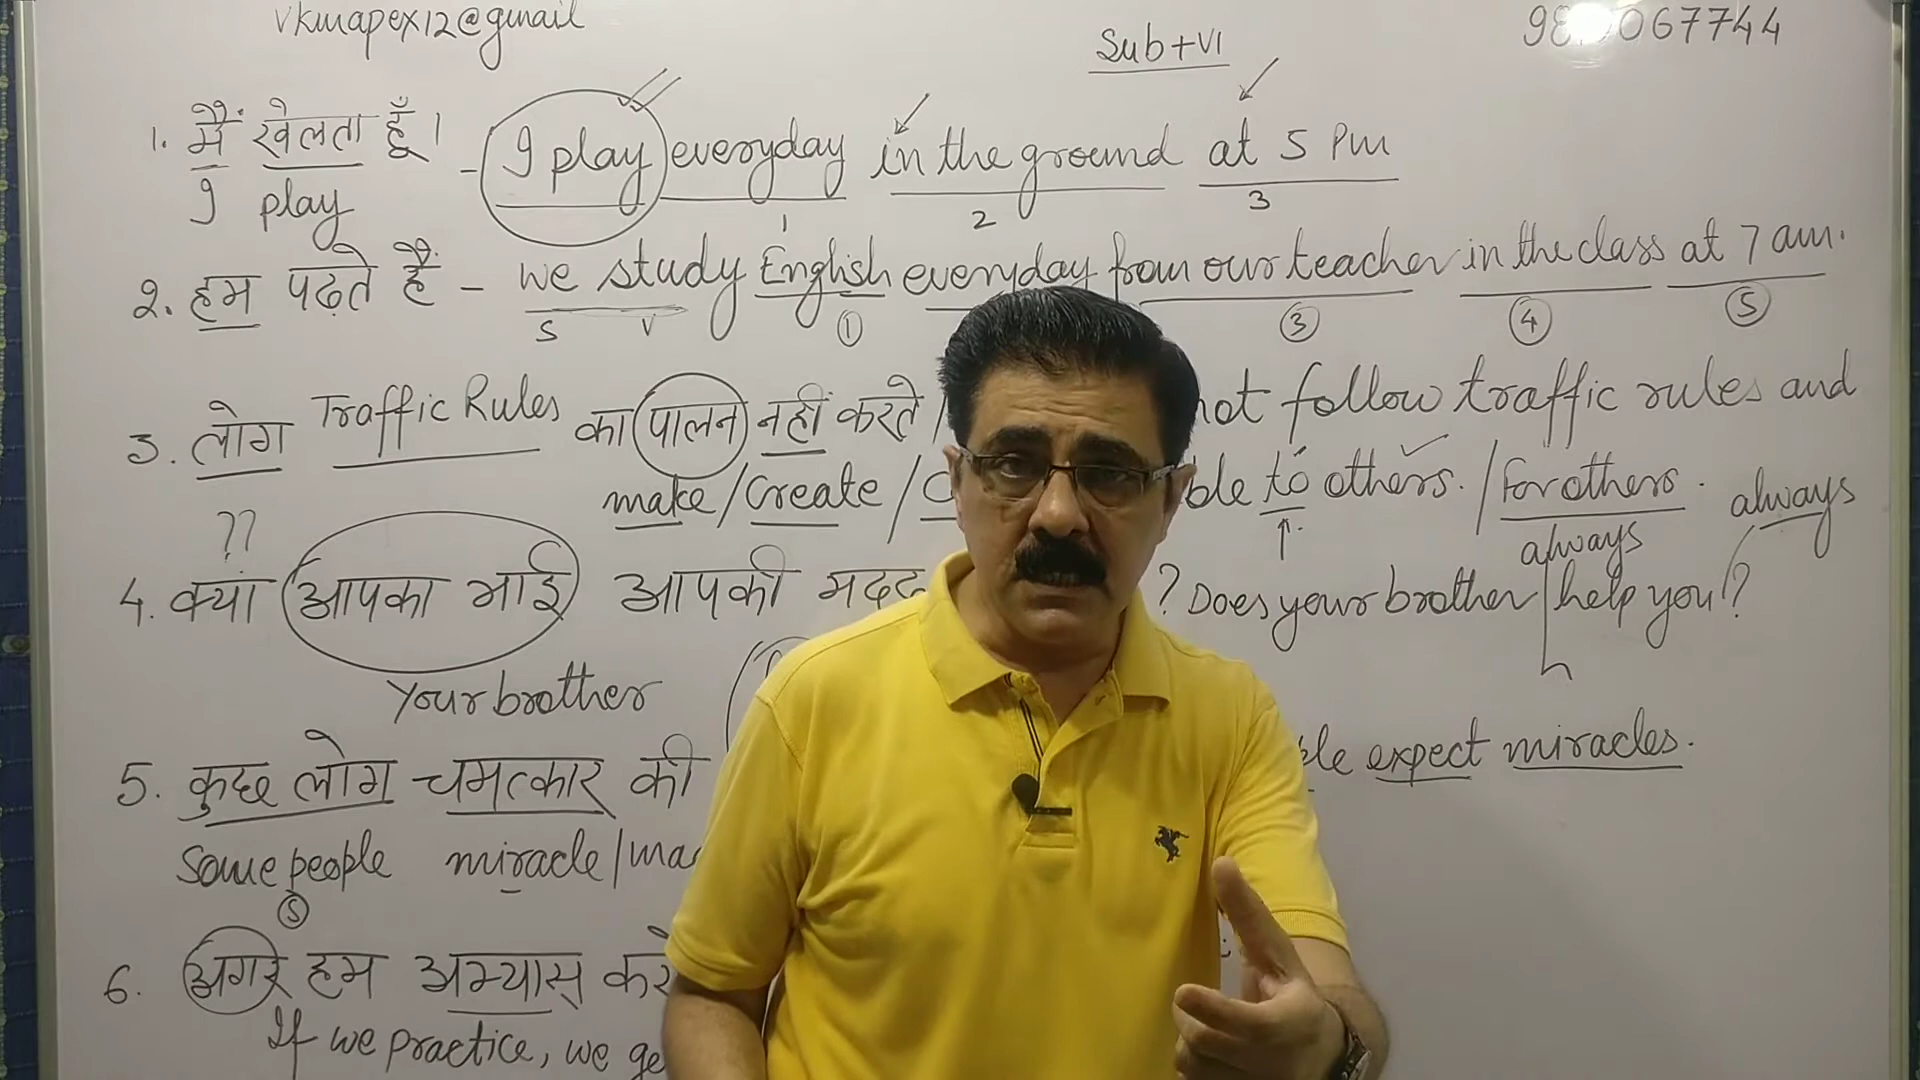 vkmapex12@gmail
Sub+V1
067744
1. मैं खेलता हूँ। - I play everyday in the ground at 5 Pm
I play 1 2 3
2. हम पढ़ते हैं - we study English everyday from our teacher in the class at 7 am.
S V 1 3 4 5
3. लोग Traffic Rules का पालन नहीं करते / not follow traffic rules and
make / Create / to others. / For others. always
?? always
4. क्या आपका भाई आपकी मदद ? Does your brother help you?
Your brother
5. कुछ लोग चमत्कार की expect miracles.
Some people miracle /
S
6. अगर हम अभ्यास करे
If we practice, we